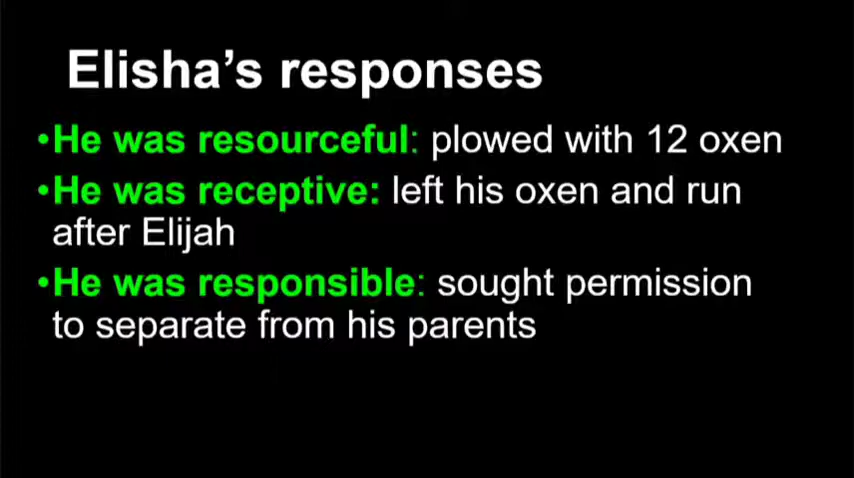 Elisha’s responses
•He was resourceful: plowed with 12 oxen
•He was receptive: left his oxen and run
after Elijah
•He was responsible: sought permission
to separate from his parents